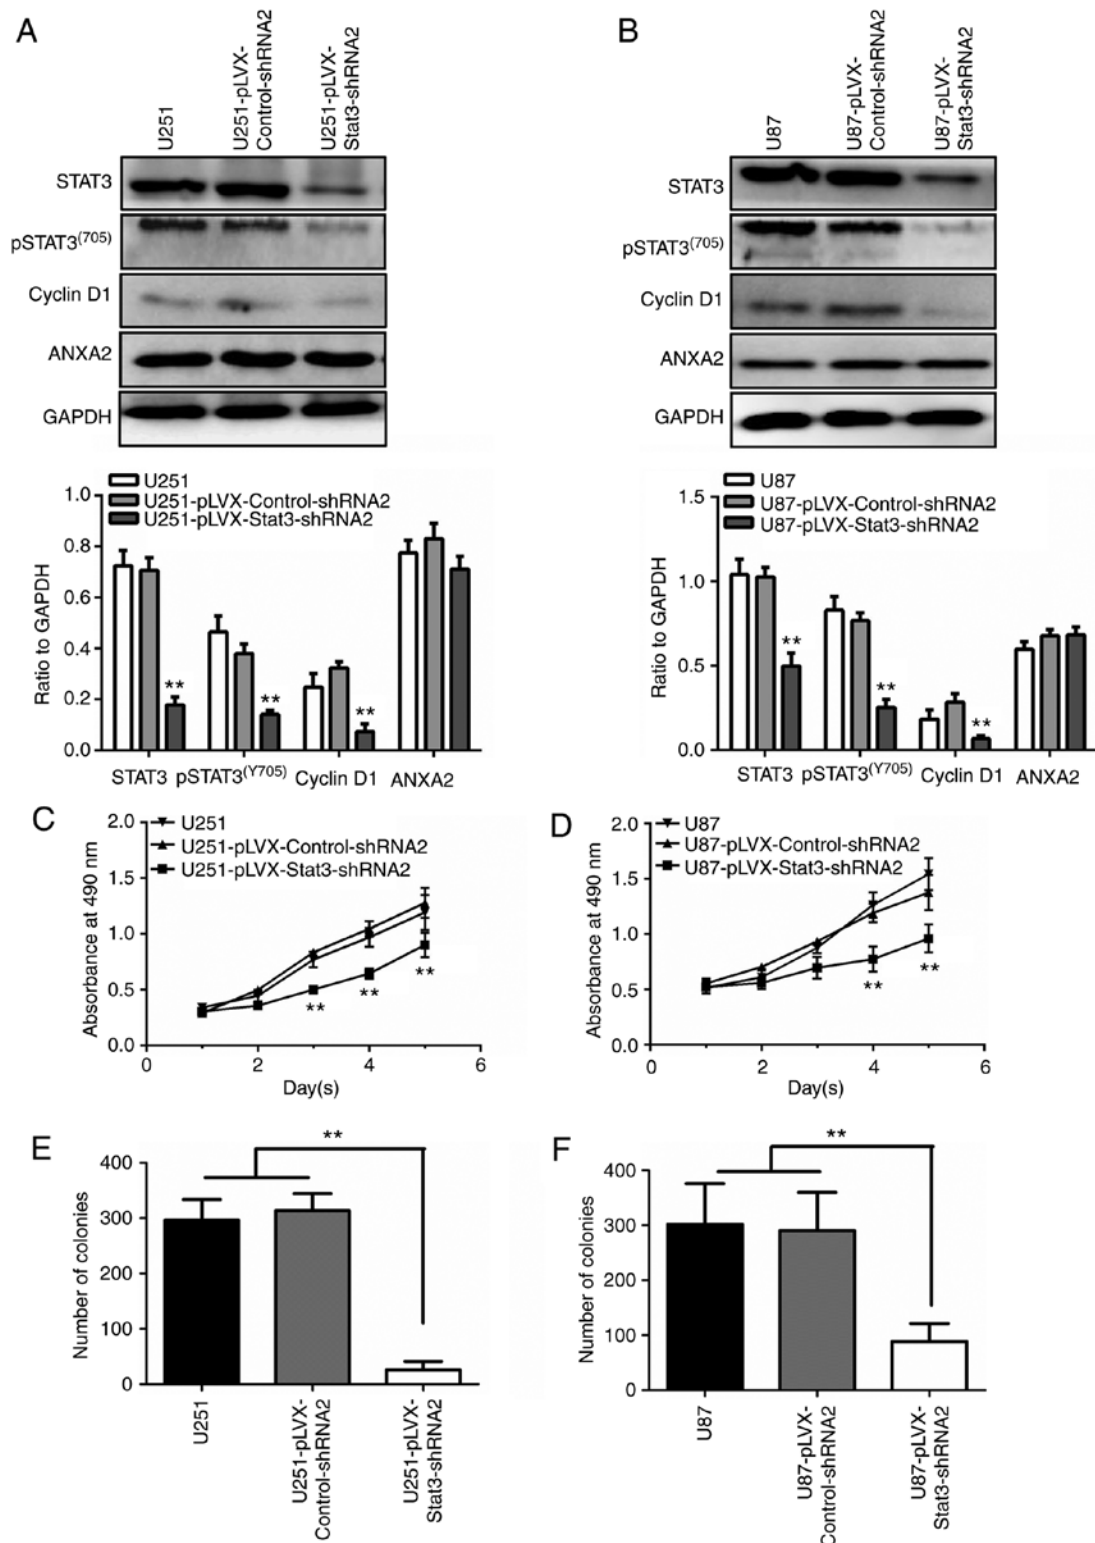 A
U251
U251-pLVX-
Control-shRNA2
U251-pLVX-
Stat3-shRNA2
STAT3
pSTAT3(705)
Cyclin D1
ANXA2
GAPDH
U251
U251-pLVX-Control-shRNA2
U251-pLVX-Stat3-shRNA2
Ratio to GAPDH
1.0
0.8
0.6
0.4
0.2
0.0
**
**
**
STAT3 pSTAT3(Y705) Cyclin D1 ANXA2
B
U87
U87-pLVX-
Control-shRNA2
U87-pLVX-
Stat3-shRNA2
STAT3
pSTAT3(705)
Cyclin D1
ANXA2
GAPDH
U87
U87-pLVX-Control-shRNA2
U87-pLVX-Stat3-shRNA2
Ratio to GAPDH
1.5
1.0
0.5
0.0
**
**
**
STAT3 pSTAT3(Y705) Cyclin D1 ANXA2
C
U251
U251-pLVX-Control-shRNA2
U251-pLVX-Stat3-shRNA2
Absorbance at 490 nm
2.0
1.5
1.0
0.5
0.0
** ** **
0 2 4 6
Day(s)
D
U87
U87-pLVX-Control-shRNA2
U87-pLVX-Stat3-shRNA2
Absorbance at 490 nm
2.0
1.5
1.0
0.5
0.0
** **
0 2 4 6
Day(s)
E
**
Number of colonies
400
300
200
100
0
U251
U251-pLVX-
Control-shRNA2
U251-pLVX-
Stat3-shRNA2
F
**
Number of colonies
400
300
200
100
0
U87
U87-pLVX-
Control-shRNA2
U87-pLVX-
Stat3-shRNA2